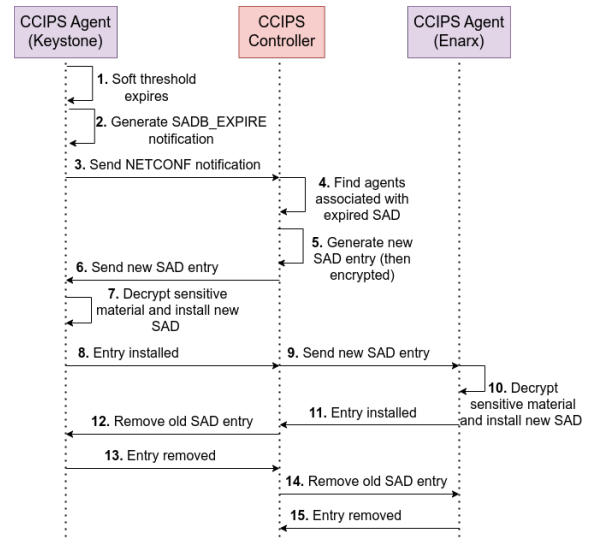 CCIPS Agent
(Keystone)
CCIPS
Controller
CCIPS Agent
(Enarx)
1. Soft threshold
expires
2. Generate SADB_EXPIRE
notification
3. Send NETCONF notification
4. Find agents
associated with
expired SAD
5. Generate new
SAD entry (then
encrypted)
6. Send new SAD entry
7. Decrypt sensitive
material and install new
SAD
8. Entry installed
9. Send new SAD entry
10. Decrypt
sensitive material
and install new SAD
11. Entry installed
12. Remove old SAD entry
13. Entry removed
14. Remove old SAD entry
15. Entry removed